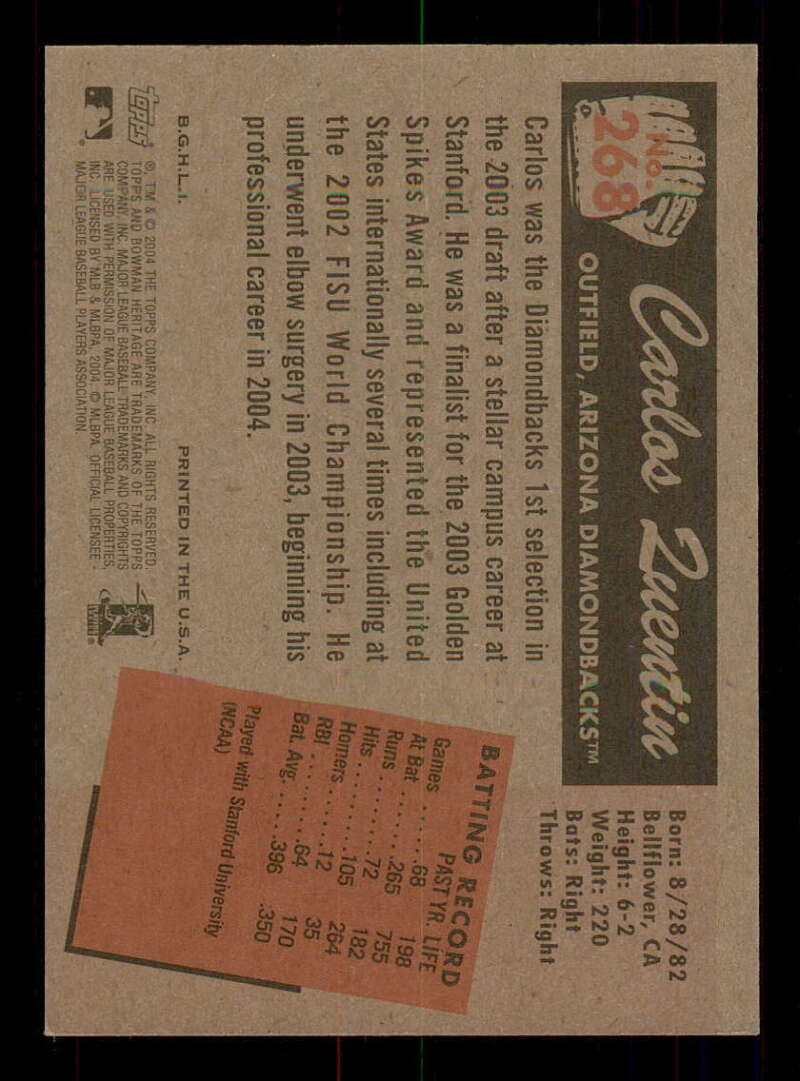 No.
268
Carlos Quentin
OUTFIELD, ARIZONA DIAMONDBACKS™
Born: 8/28/82
Bellflower, CA
Height: 6-2
Weight: 220
Bats: Right
Throws: Right
Carlos was the Diamondbacks 1st selection in
the 2003 draft after a stellar campus career at
Stanford. He was a finalist for the 2003 Golden
Spikes Award and represented the United
States internationally several times including at
the 2002 FISU World Championship. He
underwent elbow surgery in 2003, beginning his
professional career in 2004.
BATTING RECORD
PAST YR. LIFE
Games ......68 198
At Bat ......265 755
Runs .........72 182
Hits .........105 264
Homers........12 35
RBI ..........64 170
Bat. Avg. .....396 .350
Played with Stanford University
(NCAA)
B.G.H.L.I. PRINTED IN THE U.S.A.
Topps ®, TM & © 2004 THE TOPPS COMPANY, INC. ALL RIGHTS RESERVED.
TOPPS AND BOWMAN HERITAGE ARE TRADEMARKS OF THE TOPPS
COMPANY, INC. MAJOR LEAGUE BASEBALL TRADEMARKS AND COPYRIGHTS
ARE USED WITH PERMISSION OF MAJOR LEAGUE BASEBALL PROPERTIES,
INC. LICENSED BY MLB & MLBPA, 2004. © MLBPA. OFFICIAL LICENSEE -
MAJOR LEAGUE BASEBALL PLAYERS ASSOCIATION.